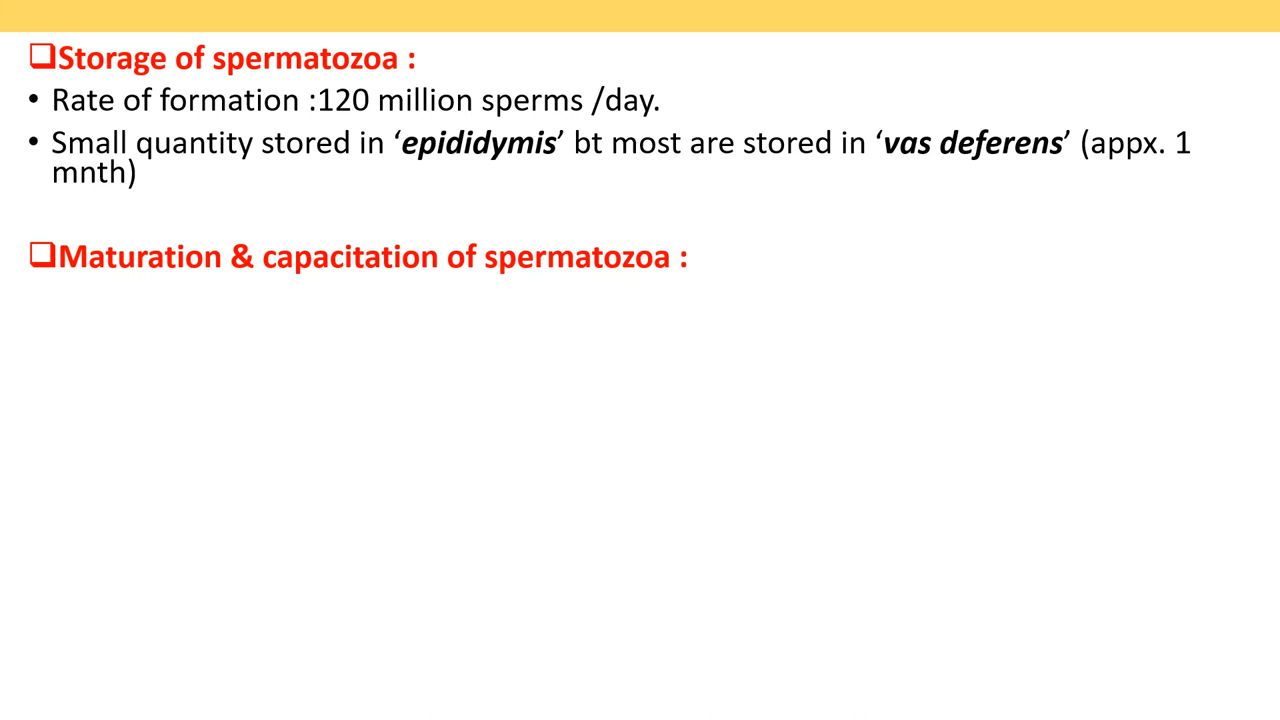 ❑Storage of spermatozoa :
• Rate of formation :120 million sperms /day.
• Small quantity stored in ‘epididymis’ bt most are stored in ‘vas deferens’ (appx. 1
mnth)
❑Maturation & capacitation of spermatozoa :